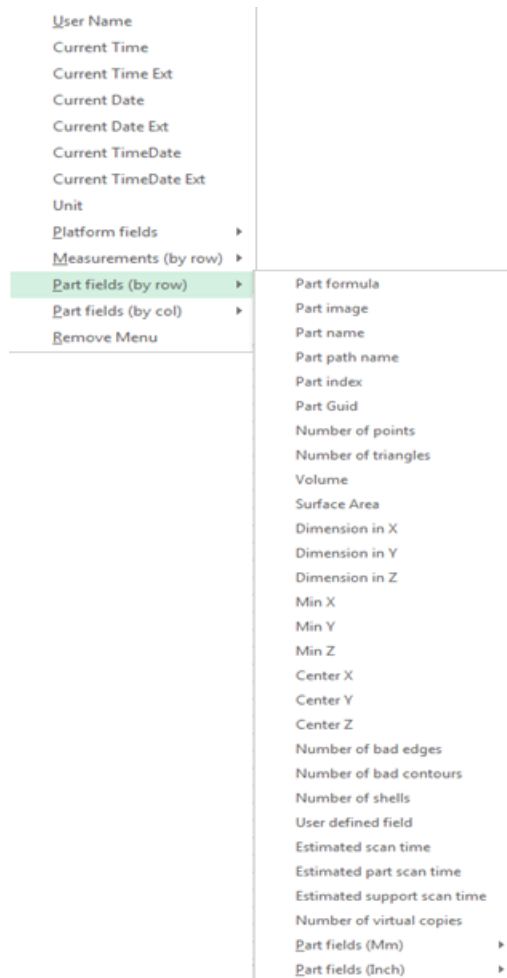 User Name
Current Time
Current Time Ext
Current Date
Current Date Ext
Current TimeDate
Current TimeDate Ext
Unit
Platform fields
Measurements (by row)
Part fields (by row)
Part fields (by col)
Remove Menu
Part formula
Part image
Part name
Part path name
Part index
Part Guid
Number of points
Number of triangles
Volume
Surface Area
Dimension in X
Dimension in Y
Dimension in Z
Min X
Min Y
Min Z
Center X
Center Y
Center Z
Number of bad edges
Number of bad contours
Number of shells
User defined field
Estimated scan time
Estimated part scan time
Estimated support scan time
Number of virtual copies
Part fields (Mm)
Part fields (Inch)